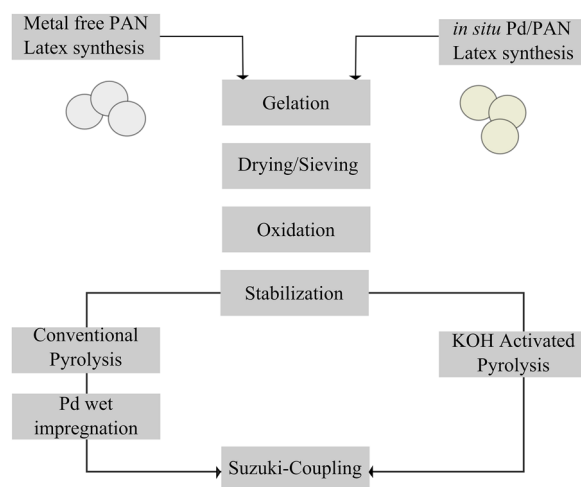 Metal free PAN
Latex synthesis
in situ Pd/PAN
Latex synthesis
Gelation
Drying/Sieving
Oxidation
Stabilization
Conventional
Pyrolysis
KOH Activated
Pyrolysis
Pd wet
impregnation
Suzuki-Coupling